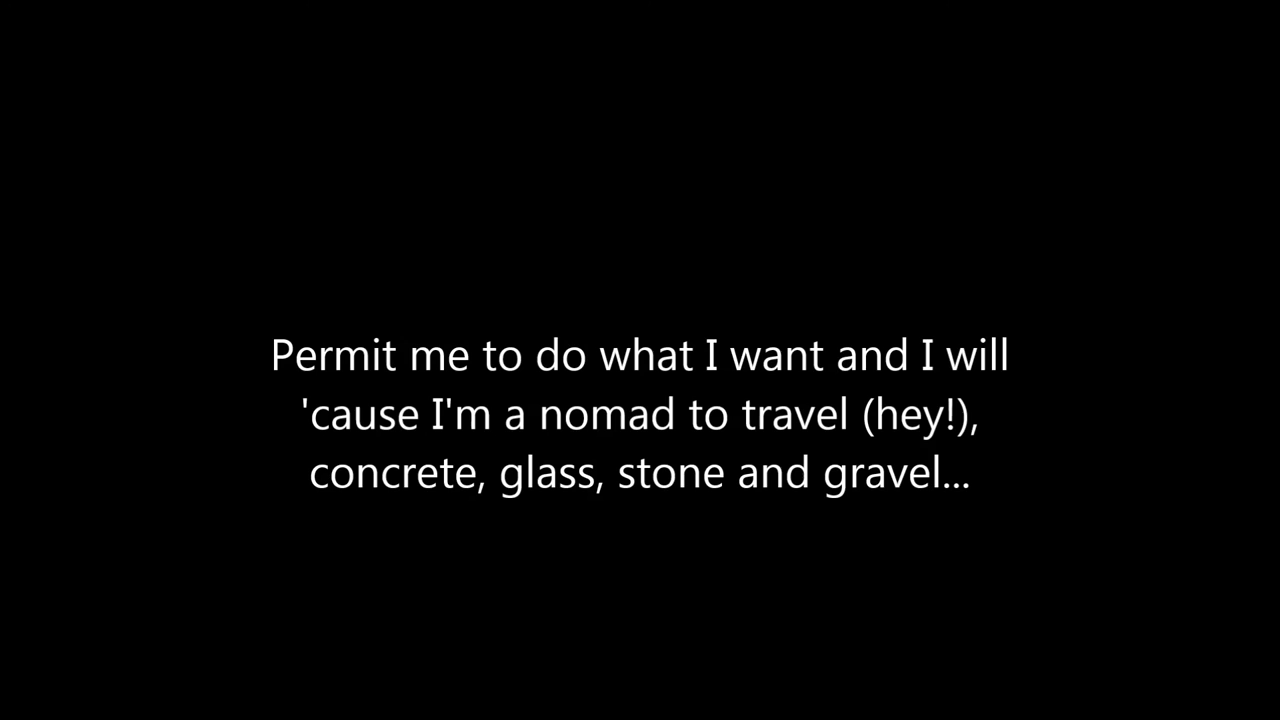 Permit me to do what I want and I will
'cause I'm a nomad to travel (hey!),
concrete, glass, stone and gravel...